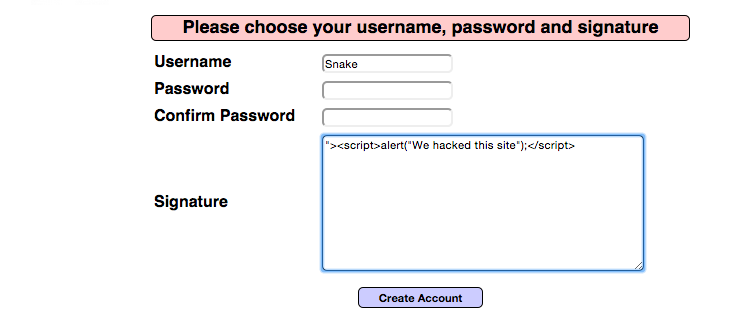 Please choose your username, password and signature
Username
Snake
Password
Confirm Password
Signature
"><script>alert("We hacked this site");</script>
Create Account